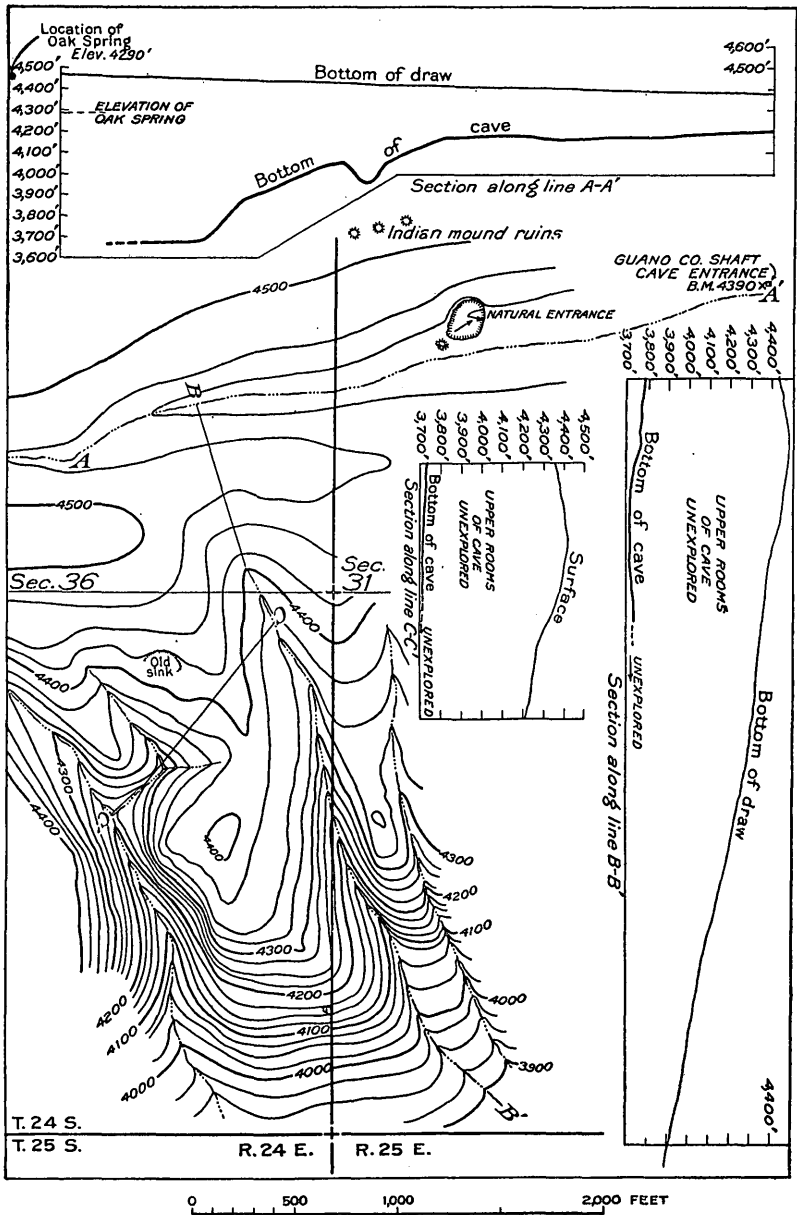 Location of
Oak Spring
Elev. 4290'
4,500'
4,400'
4,300'
4,200'
4,100'
4,000'
3,900'
3,800'
3,700'
3,600'
4,600'
4,500'
Bottom of draw
ELEVATION OF
OAK SPRING
Bottom of cave
Section along line A-A'
Indian mound ruins
GUANO CO. SHAFT
CAVE ENTRANCE
B.M. 4390
A'
4500
NATURAL ENTRANCE
B
A
4500
Sec. 36
Sec.
31
3,700'
3,800'
3,900'
4,000'
4,100'
4,200'
4,300'
4,400'
4,500'
Bottom of cave
UNEXPLORED
UPPER ROOMS
OF CAVE
UNEXPLORED
Surface
Section along line C-C'
3,700'
3,800'
3,900'
4,000'
4,100'
4,200'
4,300'
4,400'
Bottom of cave
UNEXPLORED
UPPER ROOMS
OF CAVE
UNEXPLORED
Bottom of draw
Section along line B-B'
4,400'
C
4400
Old
sink
4400
4300
4400
C'
4400
4300
4200
4100
4000
4300
4200
4100
4000
3900
4200
4100
4000
B'
T. 24 S.
T. 25 S.
R. 24 E.
R. 25 E.
0
500
1,000
2,000 FEET